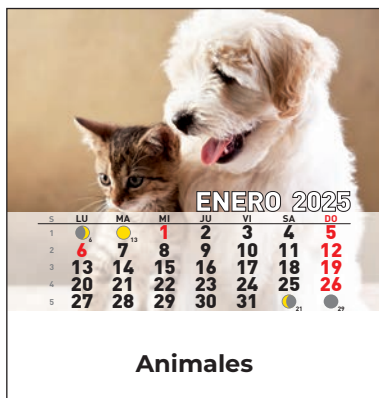 ENERO 2025
S LU MA MI JU VI SA DO
1 6 13 1 2 3 4 5
2 6 7 8 9 10 11 12
3 13 14 15 16 17 18 19
4 20 21 22 23 24 25 26
5 27 28 29 30 31 21 29
Animales